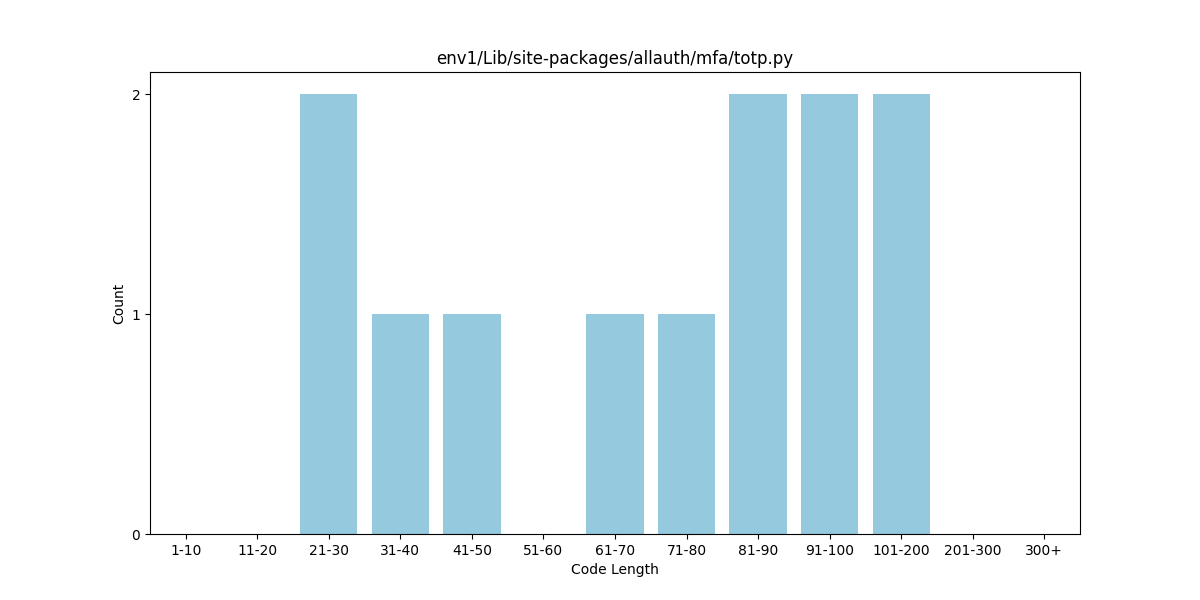 env1/Lib/site-packages/allauth/mfa/totp.py
2
1
0
Count
1-10 11-20 21-30 31-40 41-50 51-60 61-70 71-80 81-90 91-100 101-200 201-300 300+
Code Length